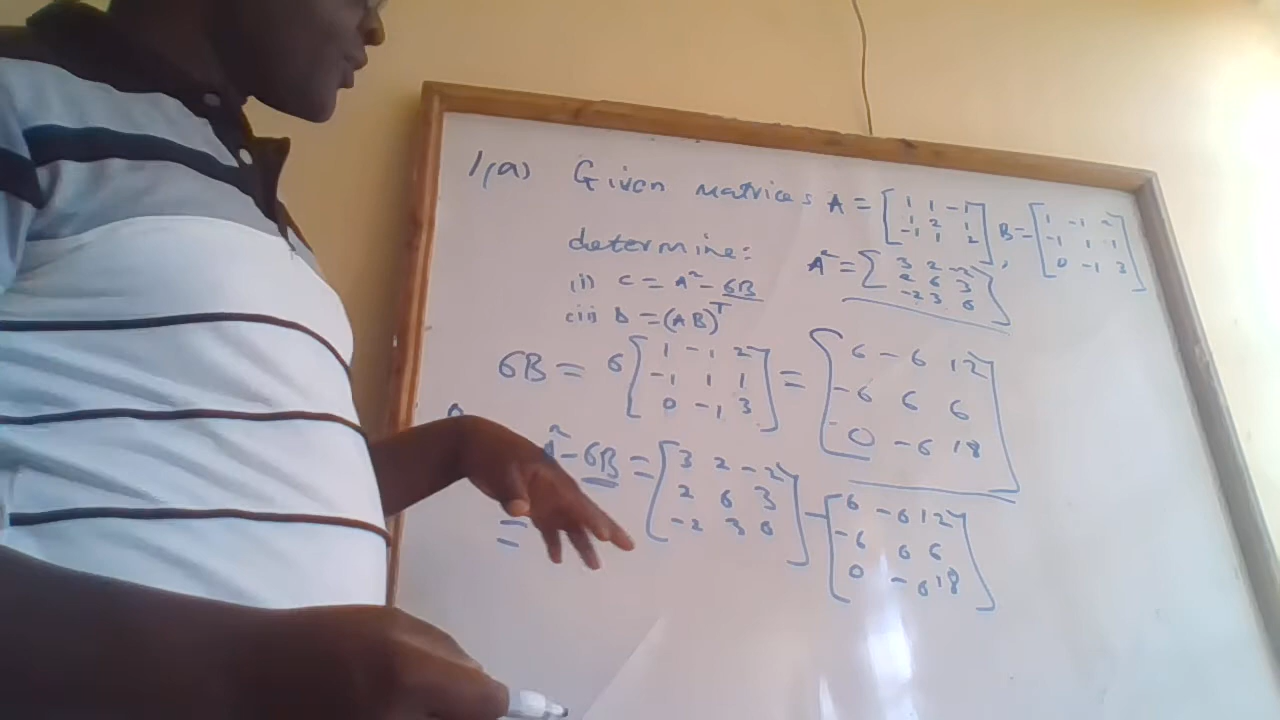 1(a) Given matrices A = [1 1 -1; 1 2 1; -1 1 2], B = [1 -1 2; -1 1 1; 0 -1 3]
determine:
A² = [3 2 -2; 2 6 3; -2 3 6]
(i) C = A² - 6B
(ii) D = (AB)ᵀ
6B = 6 [1 -1 2; -1 1 1; 0 -1 3] = [6 -6 12; -6 6 6; 0 -6 18]
A² - 6B = [3 2 -2; 2 6 3; -2 3 6] - [6 -6 12; -6 6 6; 0 -6 18]
=